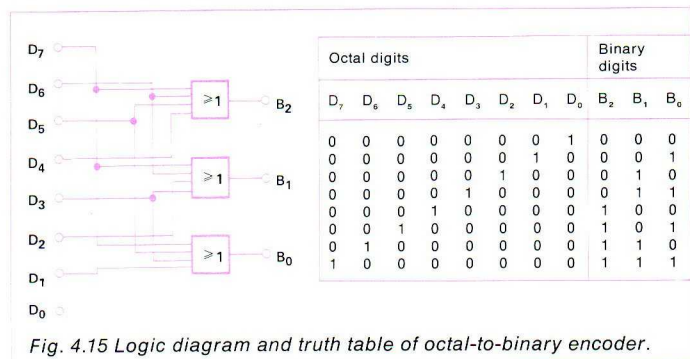 D₇
D₆
D₅
D₄
D₃
D₂
D₁
D₀
≥1
B₂
≥1
B₁
≥1
B₀
Octal digits
Binary digits
D₇ D₆ D₅ D₄ D₃ D₂ D₁ D₀ B₂ B₁ B₀
0 0 0 0 0 0 0 1 0 0 0
0 0 0 0 0 0 1 0 0 0 1
0 0 0 0 0 1 0 0 0 1 0
0 0 0 0 1 0 0 0 0 1 1
0 0 0 1 0 0 0 0 1 0 0
0 0 1 0 0 0 0 0 1 0 1
0 1 0 0 0 0 0 0 1 1 0
1 0 0 0 0 0 0 0 1 1 1
Fig. 4.15 Logic diagram and truth table of octal-to-binary encoder.